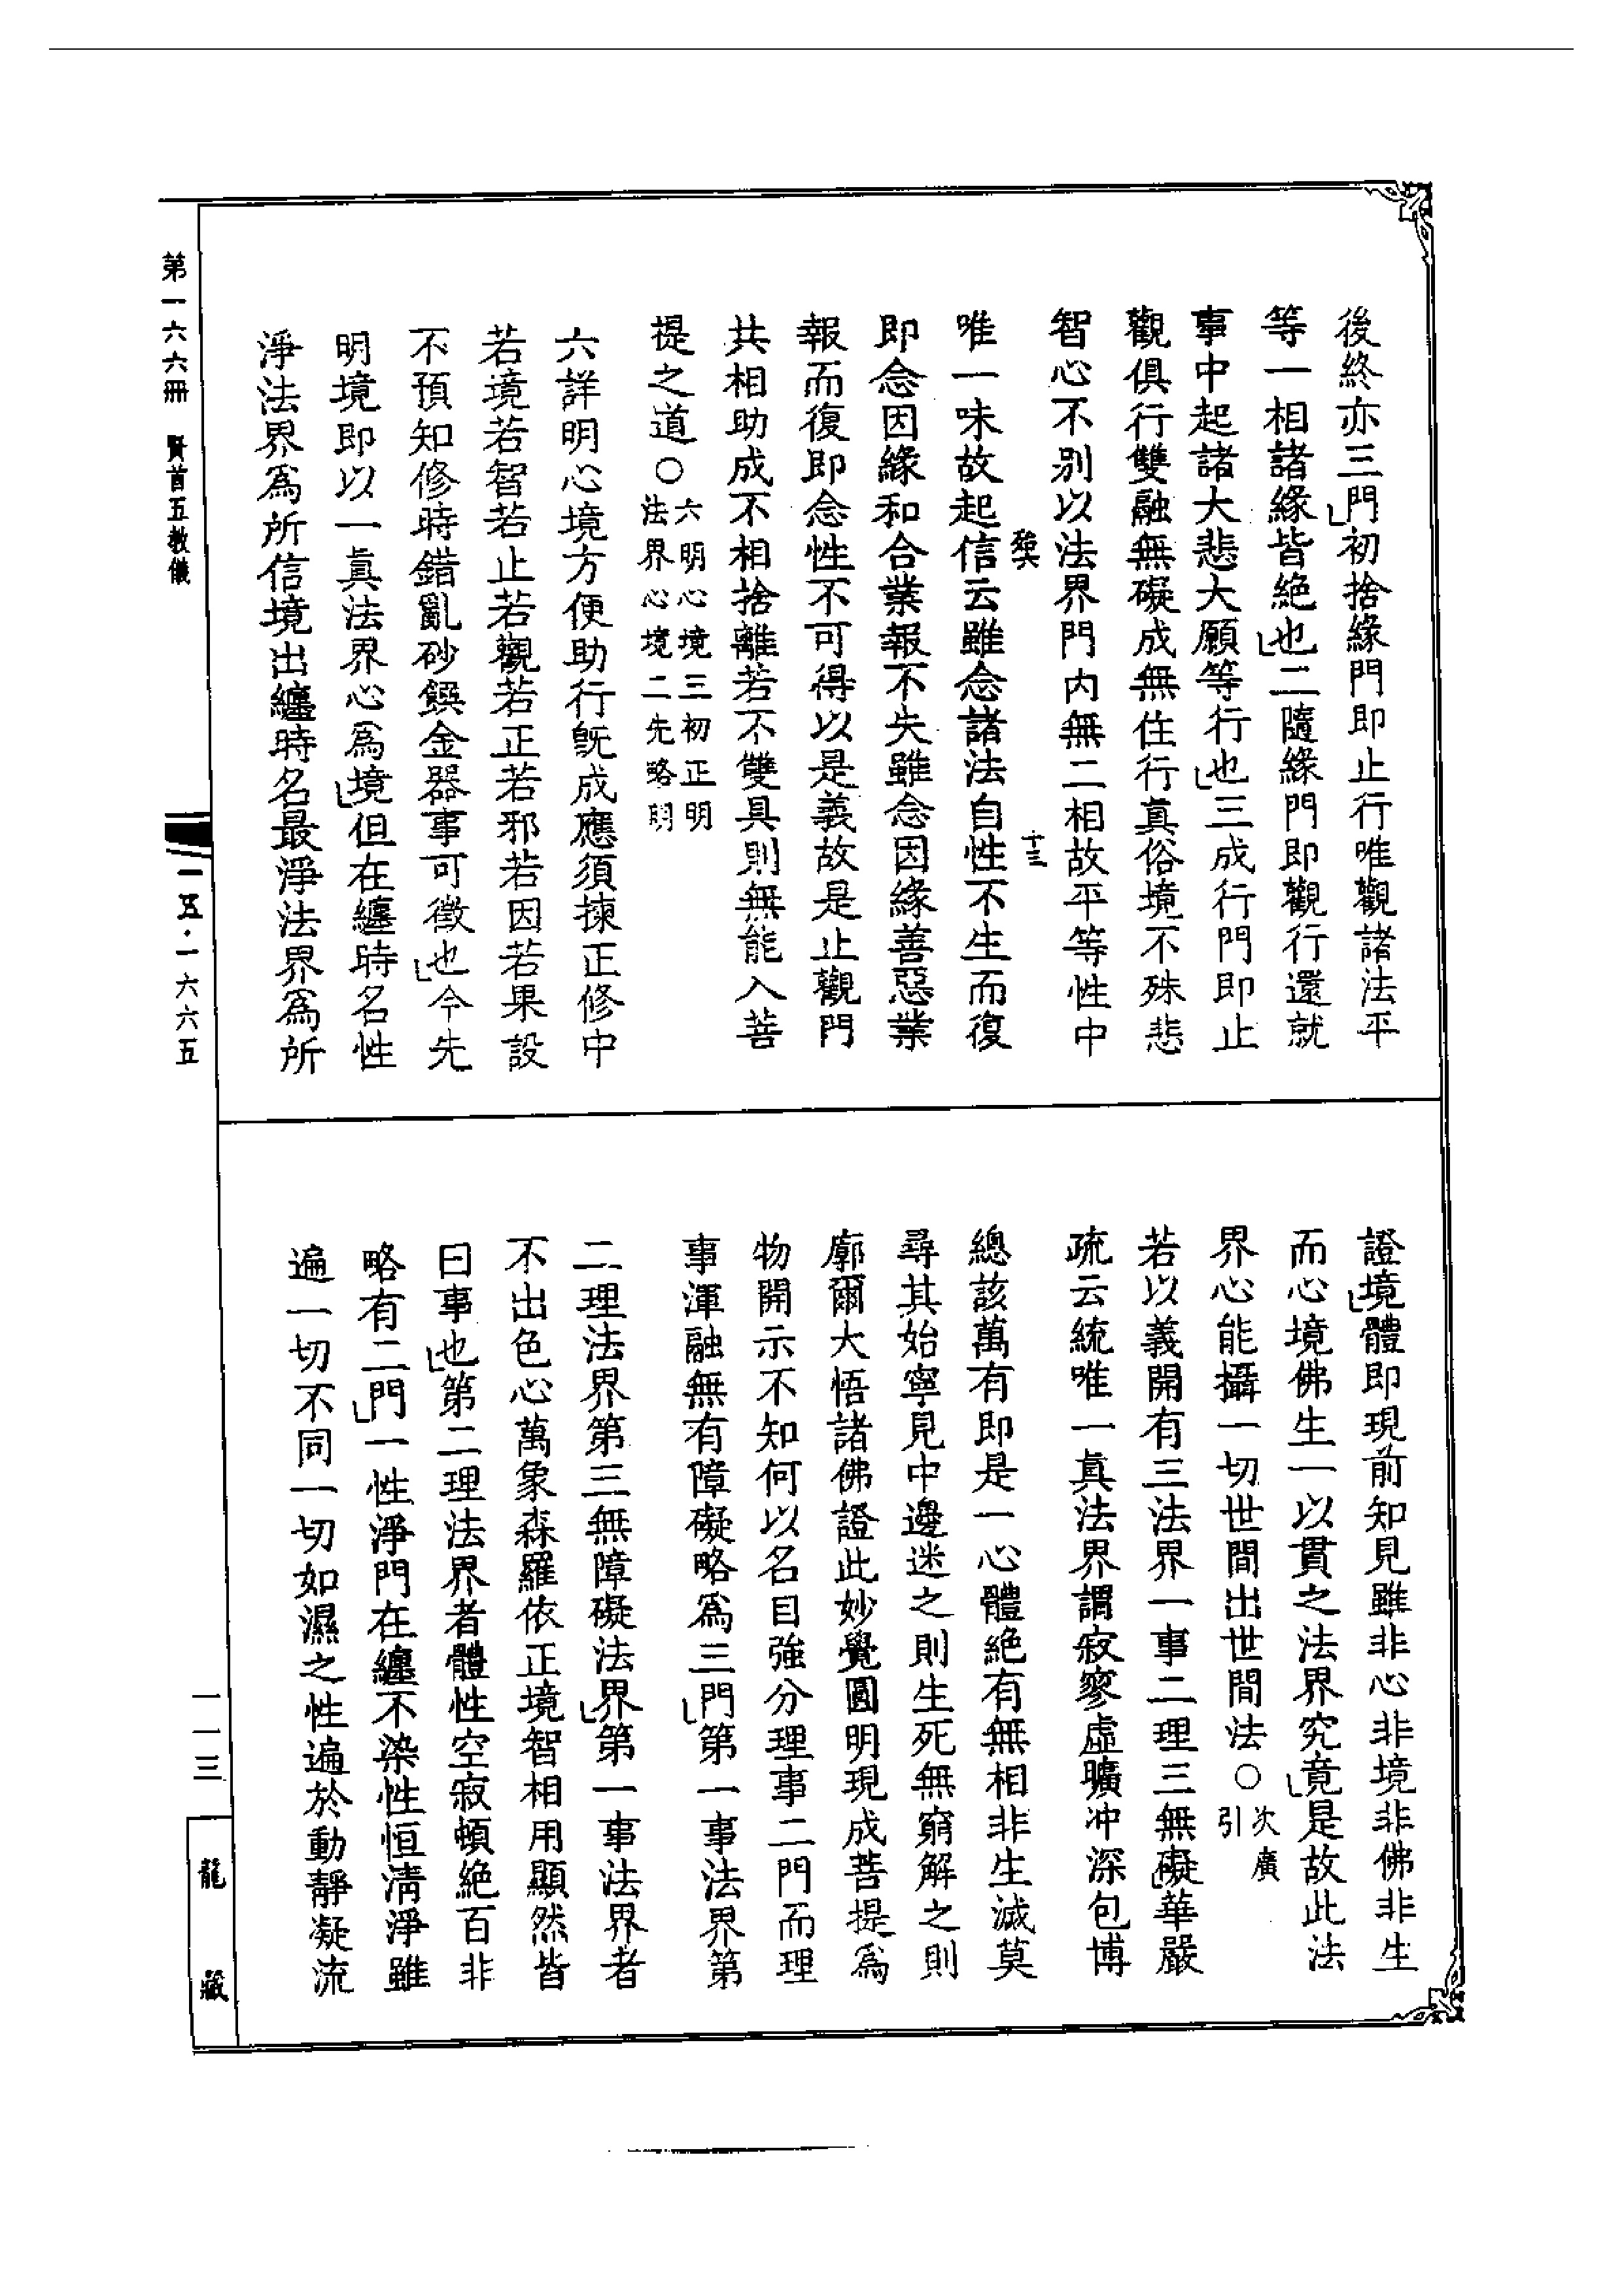 後終亦三門初捨緣門即止行唯觀諸法平
等一相諸緣皆絕也二隨緣門即觀行還就
事中起諸大悲大願等行也三成行門即止
觀俱行雙融無礙成無住行真俗境不殊悲
智心不別以法界門內無二相故平等性中
十三
唯一味故起信云雖念諸法自性不生而復
即念因緣和合業報不失雖念因緣善惡業
報而復即念性不可得以是義故是止觀門
共相助成不相捨離若不雙具則無能入菩
提之道○六明心境三初正明
法界心境二先略明
六詳明心境方便助行旣成應須揀正修中
若境若智若止若觀若正若邪若因若果設
不預知修時錯亂砂饌金器事可徵也今先
明境即以一真法界心為境但在纏時名性
淨法界為所信境出纏時名最淨法界為所
證境體即現前知見雖非心非境非佛非生
而心境佛生一以貫之法界究竟是故此法
界心能攝一切世間出世間法○次廣
引
若以義開有三法界一事二理三無礙華嚴
疏云統唯一真法界謂寂寥虛曠冲深包博
總該萬有即是一心體絕有無相非生滅莫
尋其始寧見中邊迷之則生死無窮解之則
廓爾大悟諸佛證此妙覺圓明現成菩提為
物開示不知何以名目強分理事二門而理
事渾融無有障礙略為三門第一事法界第
二理法界第三無障礙法界第一事法界者
不出色心萬象森羅依正境智相用顯然皆
曰事也第二理法界者體性空寂頓絕百非
略有二門一性淨門在纏不染性恒清淨雖
遍一切不同一切如濕之性遍於動靜凝流
第一六六冊 賢首五教儀
一五·一六六五
一一三
龍藏